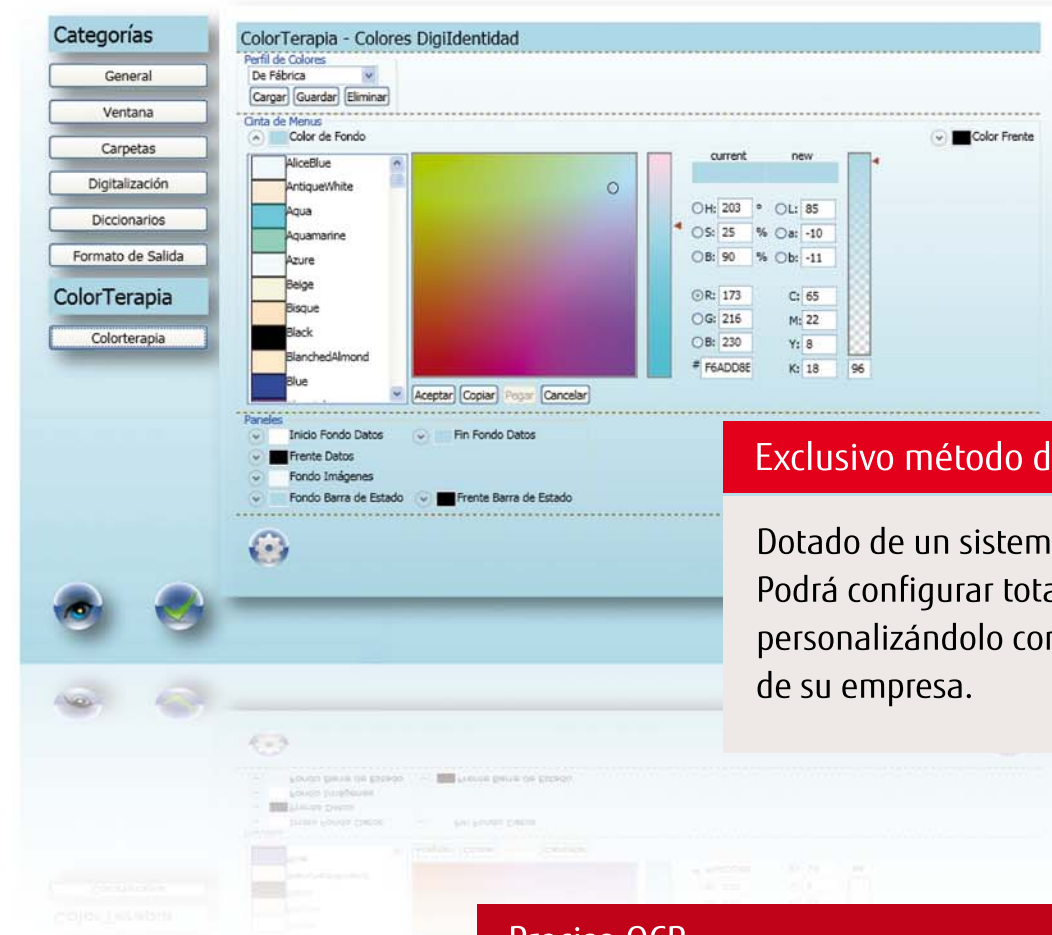 Categorías
General
Ventana
Carpetas
Digitalización
Diccionarios
Formato de Salida
ColorTerapia
Colorterapia
ColorTerapia - Colores DigiIdentidad
Perfil de Colores
De Fábrica
Cargar Guardar Eliminar
Cinta de Menus
Color de Fondo Color Frente
AliceBlue
AntiqueWhite
Aqua
Aquamarine
Azure
Beige
Bisque
Black
BlanchedAlmond
Blue
current new
H: 203 ° L: 85
S: 25 % a: -10
B: 90 % b: -11
R: 173 C: 65
G: 216 M: 22
B: 230 Y: 8
# F6ADD8E K: 18 96
Aceptar Copiar Pegar Cancelar
Paneles
Inicio Fondo Datos Fin Fondo Datos
Frente Datos
Fondo Imágenes
Fondo Barra de Estado Frente Barra de Estado
Exclusivo método d
Dotado de un sistem
Podrá configurar tota
personalizándolo con
de su empresa.
Preciso OCR